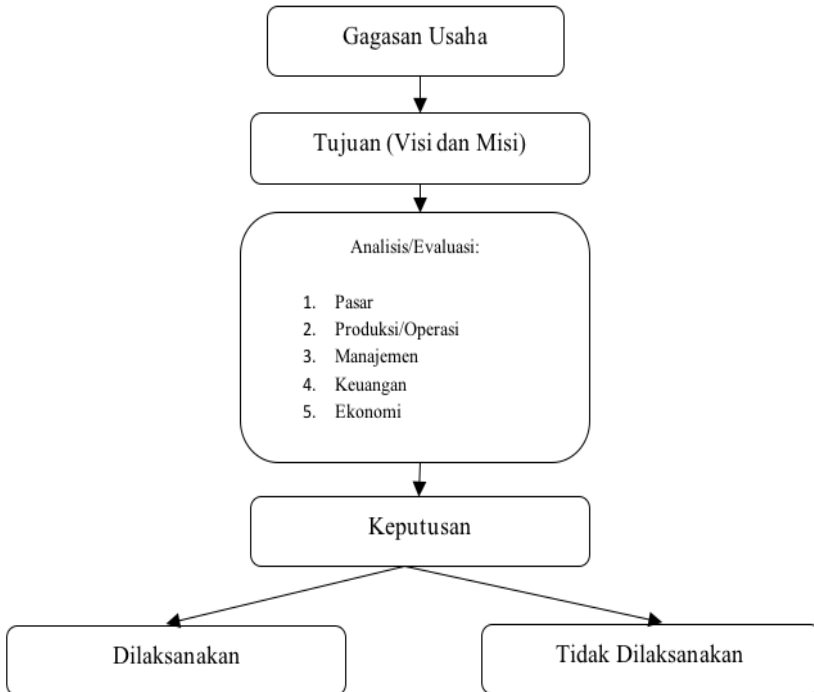 Gagasan Usaha
Tujuan (Visi dan Misi)
Analisis/Evaluasi:
1. Pasar
2. Produksi/Operasi
3. Manajemen
4. Keuangan
5. Ekonomi
Keputusan
Dilaksanakan
Tidak Dilaksanakan